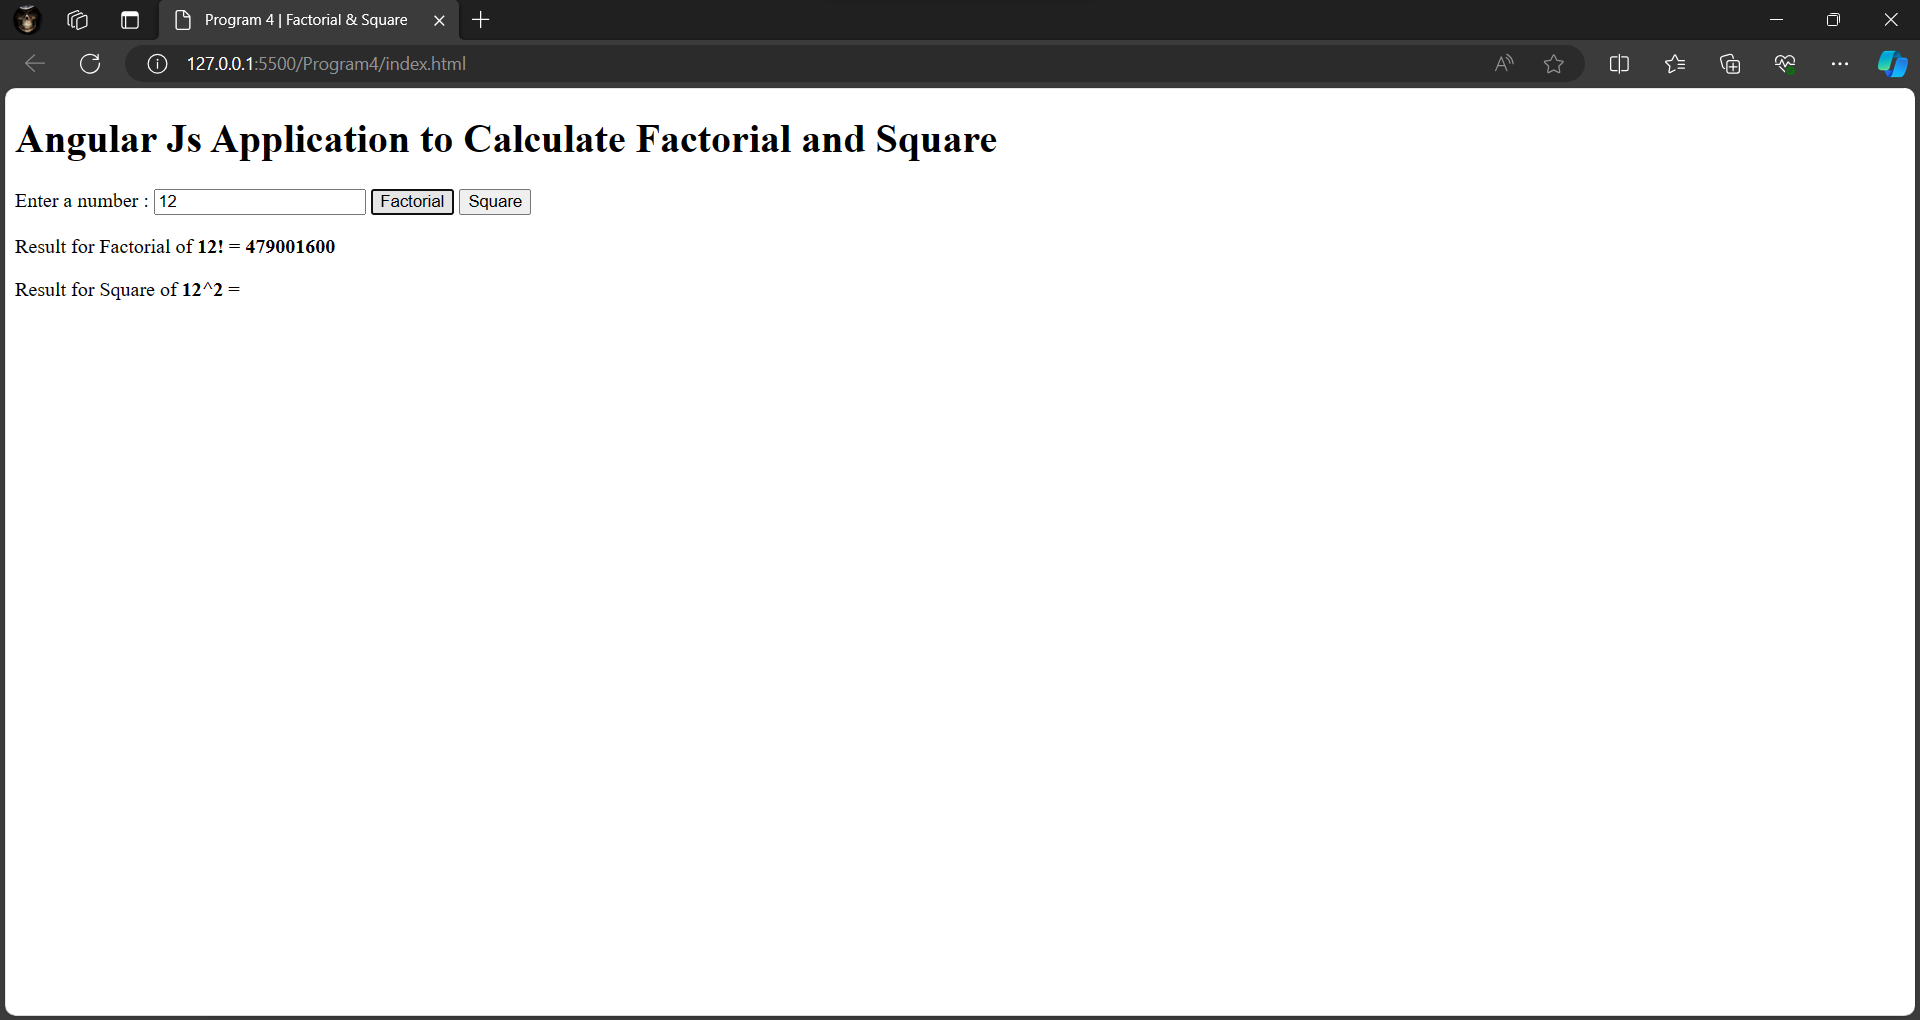 Program 4 | Factorial & Square
127.0.0.1:5500/Program4/index.html
Angular Js Application to Calculate Factorial and Square
Enter a number : 12 Factorial Square
Result for Factorial of 12! = 479001600
Result for Square of 12^2 =